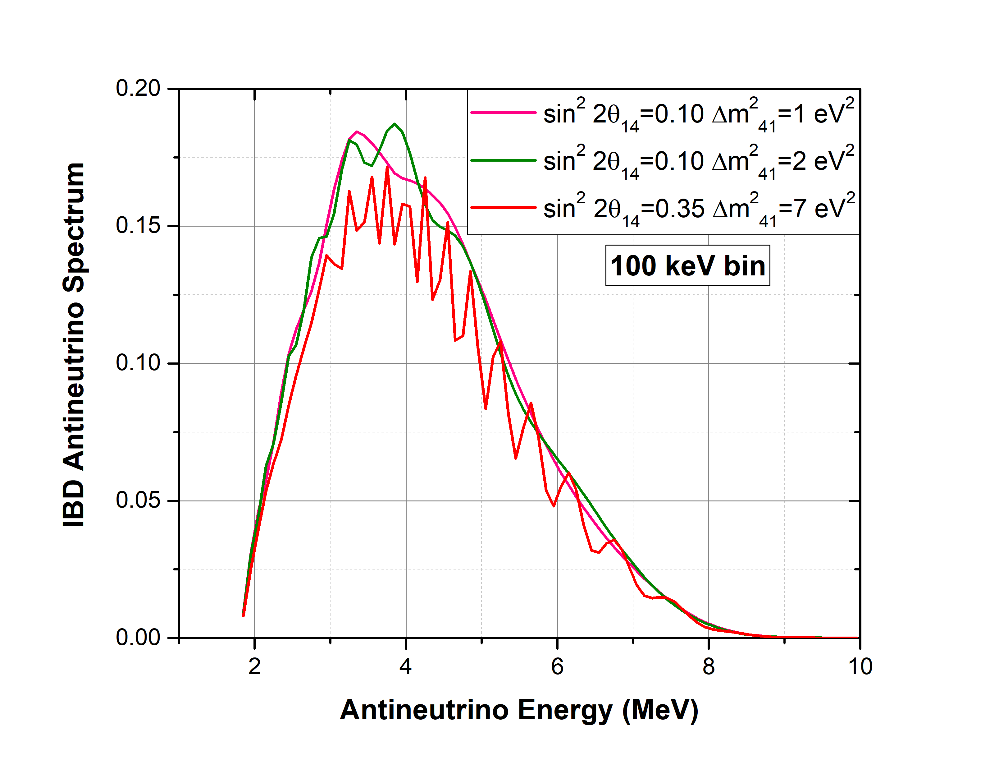 0.20
0.15
0.10
0.05
0.00
IBD Antineutrino Spectrum
sin² 2θ₁₄=0.10 Δm²₄₁=1 eV²
sin² 2θ₁₄=0.10 Δm²₄₁=2 eV²
sin² 2θ₁₄=0.35 Δm²₄₁=7 eV²
100 keV bin
2 4 6 8 10
Antineutrino Energy (MeV)